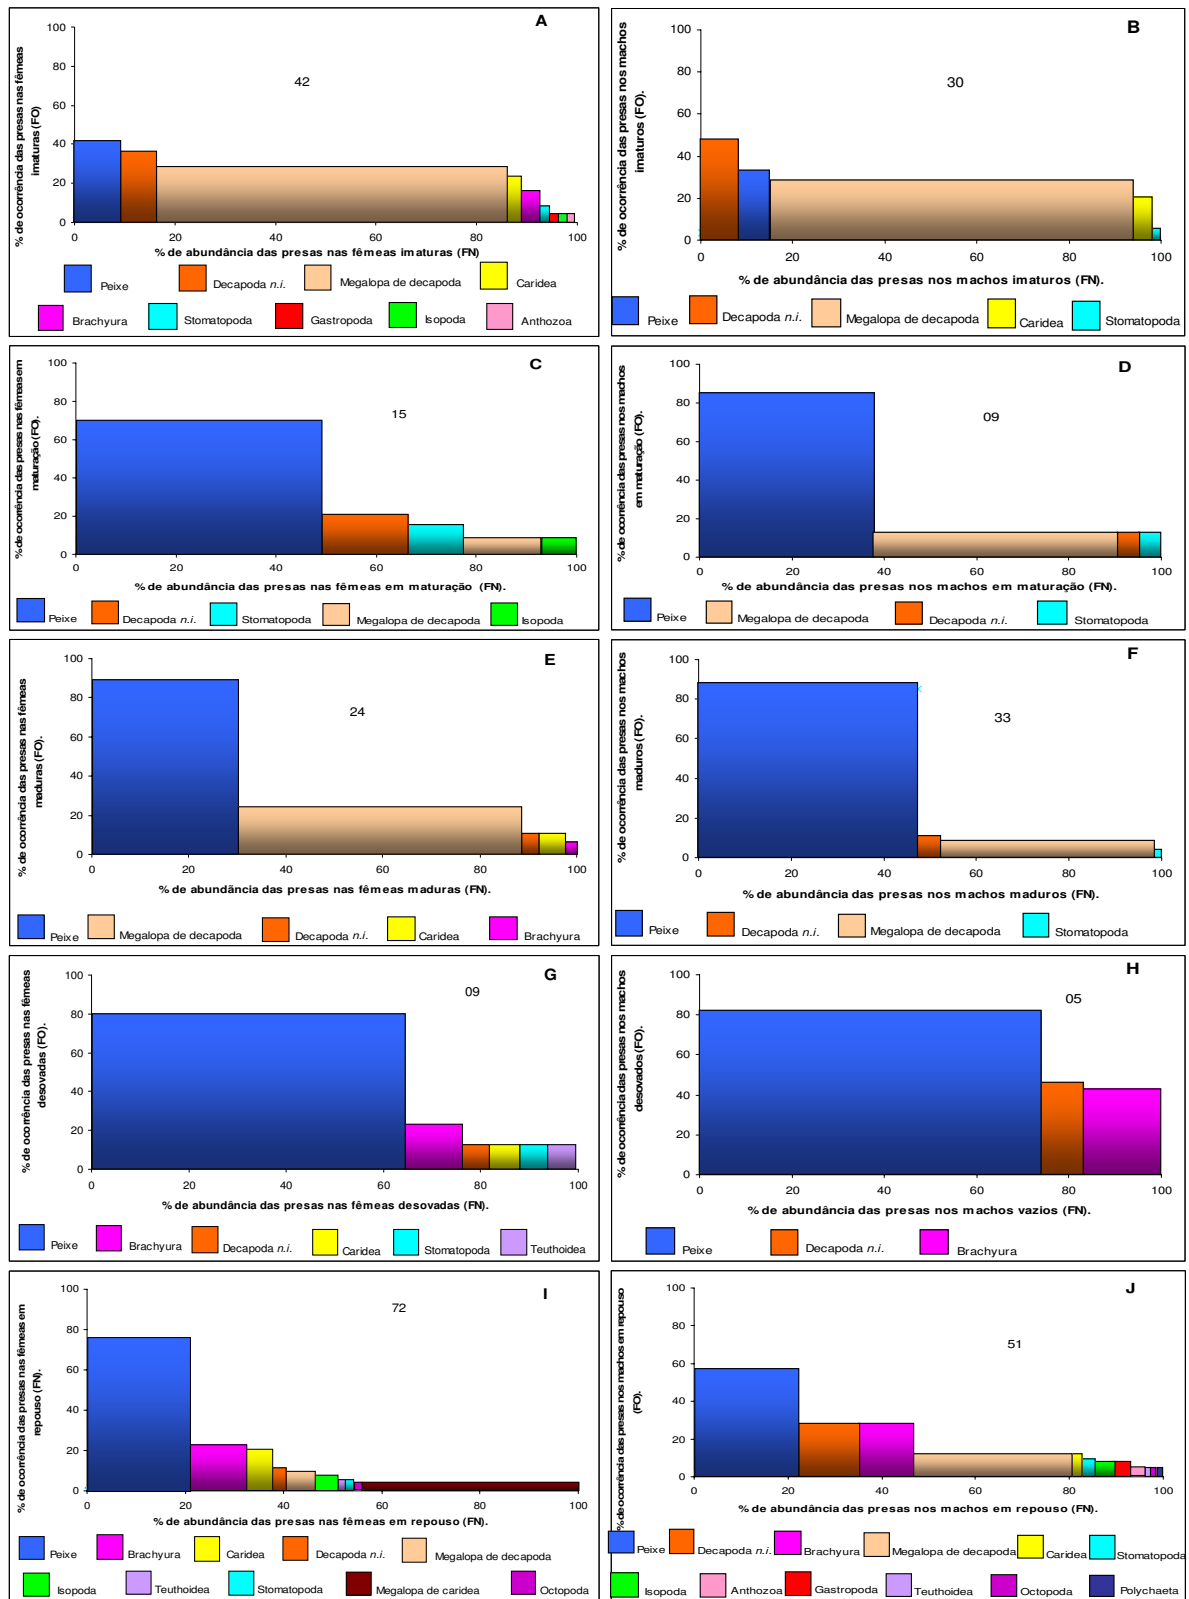 A
% de ocorrência das presas nas fêmeas
imaturas (FO)
100
80
60
40
20
0
42
0 20 40 60 80 100
% de abundância das presas nas fêmeas imaturas (FN)
Peixe Decapoda n.i. Megalopa de decapoda Caridea
Brachyura Stomatopoda Gastropoda Isopoda Anthozoa
B
% de ocorrência das presas nos machos
imaturos (FO).
100
80
60
40
20
0
30
0 20 40 60 80 100
% de abundância das presas nos machos imaturos (FN).
Peixe Decapoda n.i. Megalopa de decapoda Caridea Stomatopoda
C
% de ocorrência das presas nas fêmeas em
maturação (FO).
100
80
60
40
20
0
15
0 20 40 60 80 100
% de abundância das presas nas fêmeas em maturação (FN).
Peixe Decapoda n.i. Stomatopoda Megalopa de decapoda Isopoda
D
% de ocorrência das presas nos machos
em maturação (FO).
100
80
60
40
20
0
09
0 20 40 60 80 100
% de abundância das presas nos machos em maturação (FN).
Peixe Megalopa de decapoda Decapoda n.i. Stomatopoda
E
% de ocorrência das presas nas fêmeas
maduras (FO).
100
80
60
40
20
0
24
0 20 40 60 80 100
% de abundãncia das presas nas fêmeas maduras (FN).
Peixe Megalopa de decapoda Decapoda n.i. Caridea Brachyura
F
% de ocorrência das presas nos machos
maduros (FO).
100
80
60
40
20
0
33
0 20 40 60 80 100
% de abundância das presas nos machos maduros (FN).
Peixe Decapoda n.i. Megalopa de decapoda Stomatopoda
G
% de ocorrência das presas nas fêmeas
desovadas (FO).
100
80
60
40
20
0
09
0 20 40 60 80 100
% de abundância das presas nas fêmeas desovadas (FN).
Peixe Brachyura Decapoda n.i. Caridea Stomatopoda Teuthoidea
H
% de ocorrência das presas nos machos
desovados (FO).
100
80
60
40
20
0
05
0 20 40 60 80 100
% de abundância das presas nos machos vazios (FN).
Peixe Decapoda n.i. Brachyura
I
% de ocorrência das presas nas fêmeas em
repouso (FN).
100
80
60
40
20
0
72
0 20 40 60 80 100
% de abundância das presas nas fêmeas em repouso (FN).
Peixe Brachyura Caridea Decapoda n.i. Megalopa de decapoda
Isopoda Teuthoidea Stomatopoda Megalopa de caridea Octopoda
J
% de ocorrência das presas nos machos em repouso
(FO).
100
80
60
40
20
0
51
0 20 40 60 80 100
% de abundância das presas nos machos em repouso (FN).
Peixe Decapoda n.i. Brachyura Megalopa de decapoda Caridea Stomatopoda
Isopoda Anthozoa Gastropoda Teuthoidea Octopoda Polychaeta